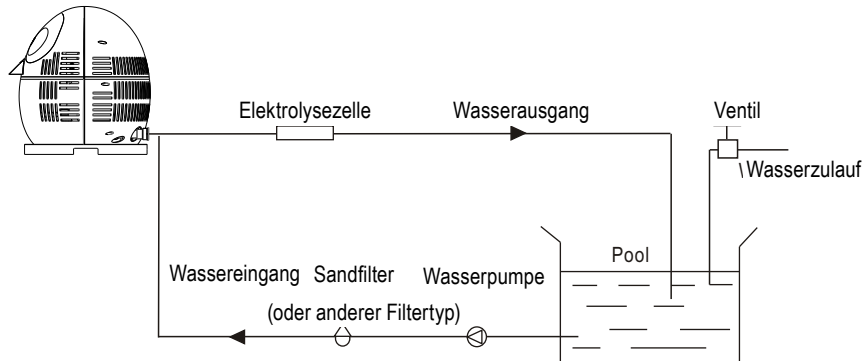 Elektrolysezelle
Wasserausgang
Ventil
Wasserzulauf
Pool
Wassereingang
Sandfilter
Wasserpumpe
(oder anderer Filtertyp)